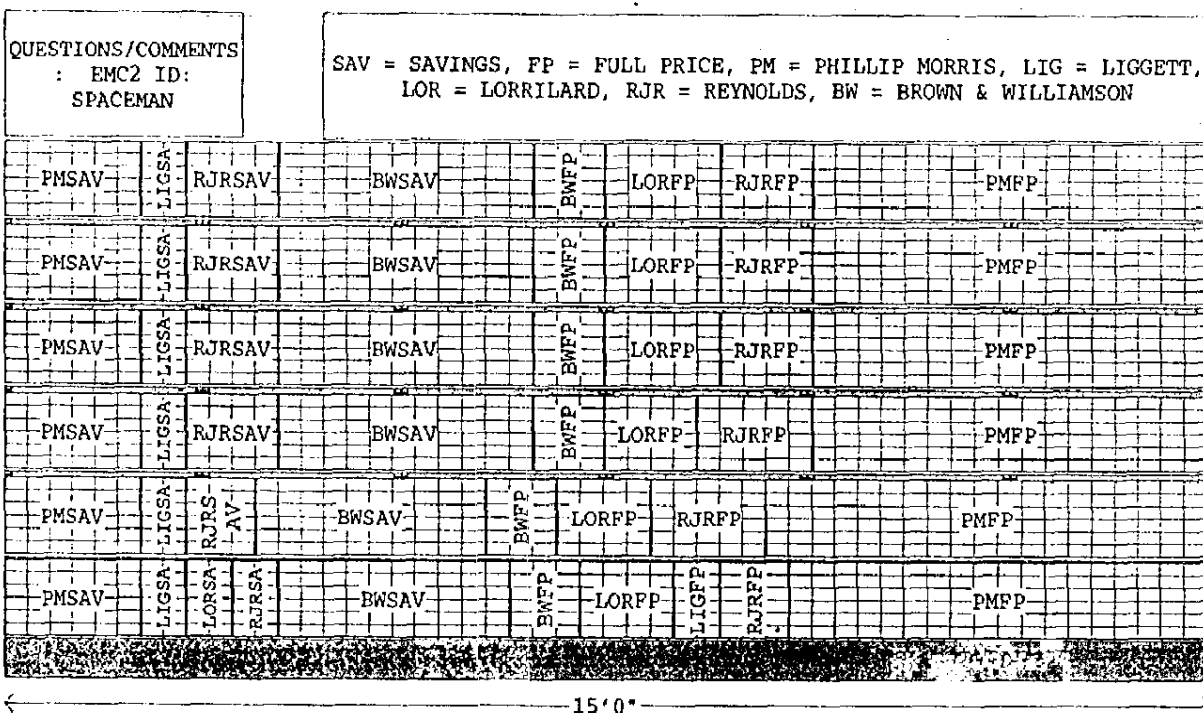 QUESTIONS/COMMENTS
: EMC2 ID:
SPACEMAN
SAV = SAVINGS, FP = FULL PRICE, PM = PHILLIP MORRIS, LIG = LIGGETT,
LOR = LORRILARD, RJR = REYNOLDS, BW = BROWN & WILLIAMSON
PMSAV LIGSA RJRSAV BWSAV BWFP LORFP RJRFP PMFP
PMSAV LIGSA RJRSAV BWSAV BWFP LORFP RJRFP PMFP
PMSAV LIGSA RJRSAV BWSAV BWFP LORFP RJRFP PMFP
PMSAV LIGSA RJRSAV BWSAV BWFP LORFP RJRFP PMFP
PMSAV LIGSA RJRS AV BWSAV BWFP LORFP RJRFP PMFP
PMSAV LIGSA LORSA RJRSA BWSAV BWFP LORFP LIGFP RJRFP PMFP
15'0"